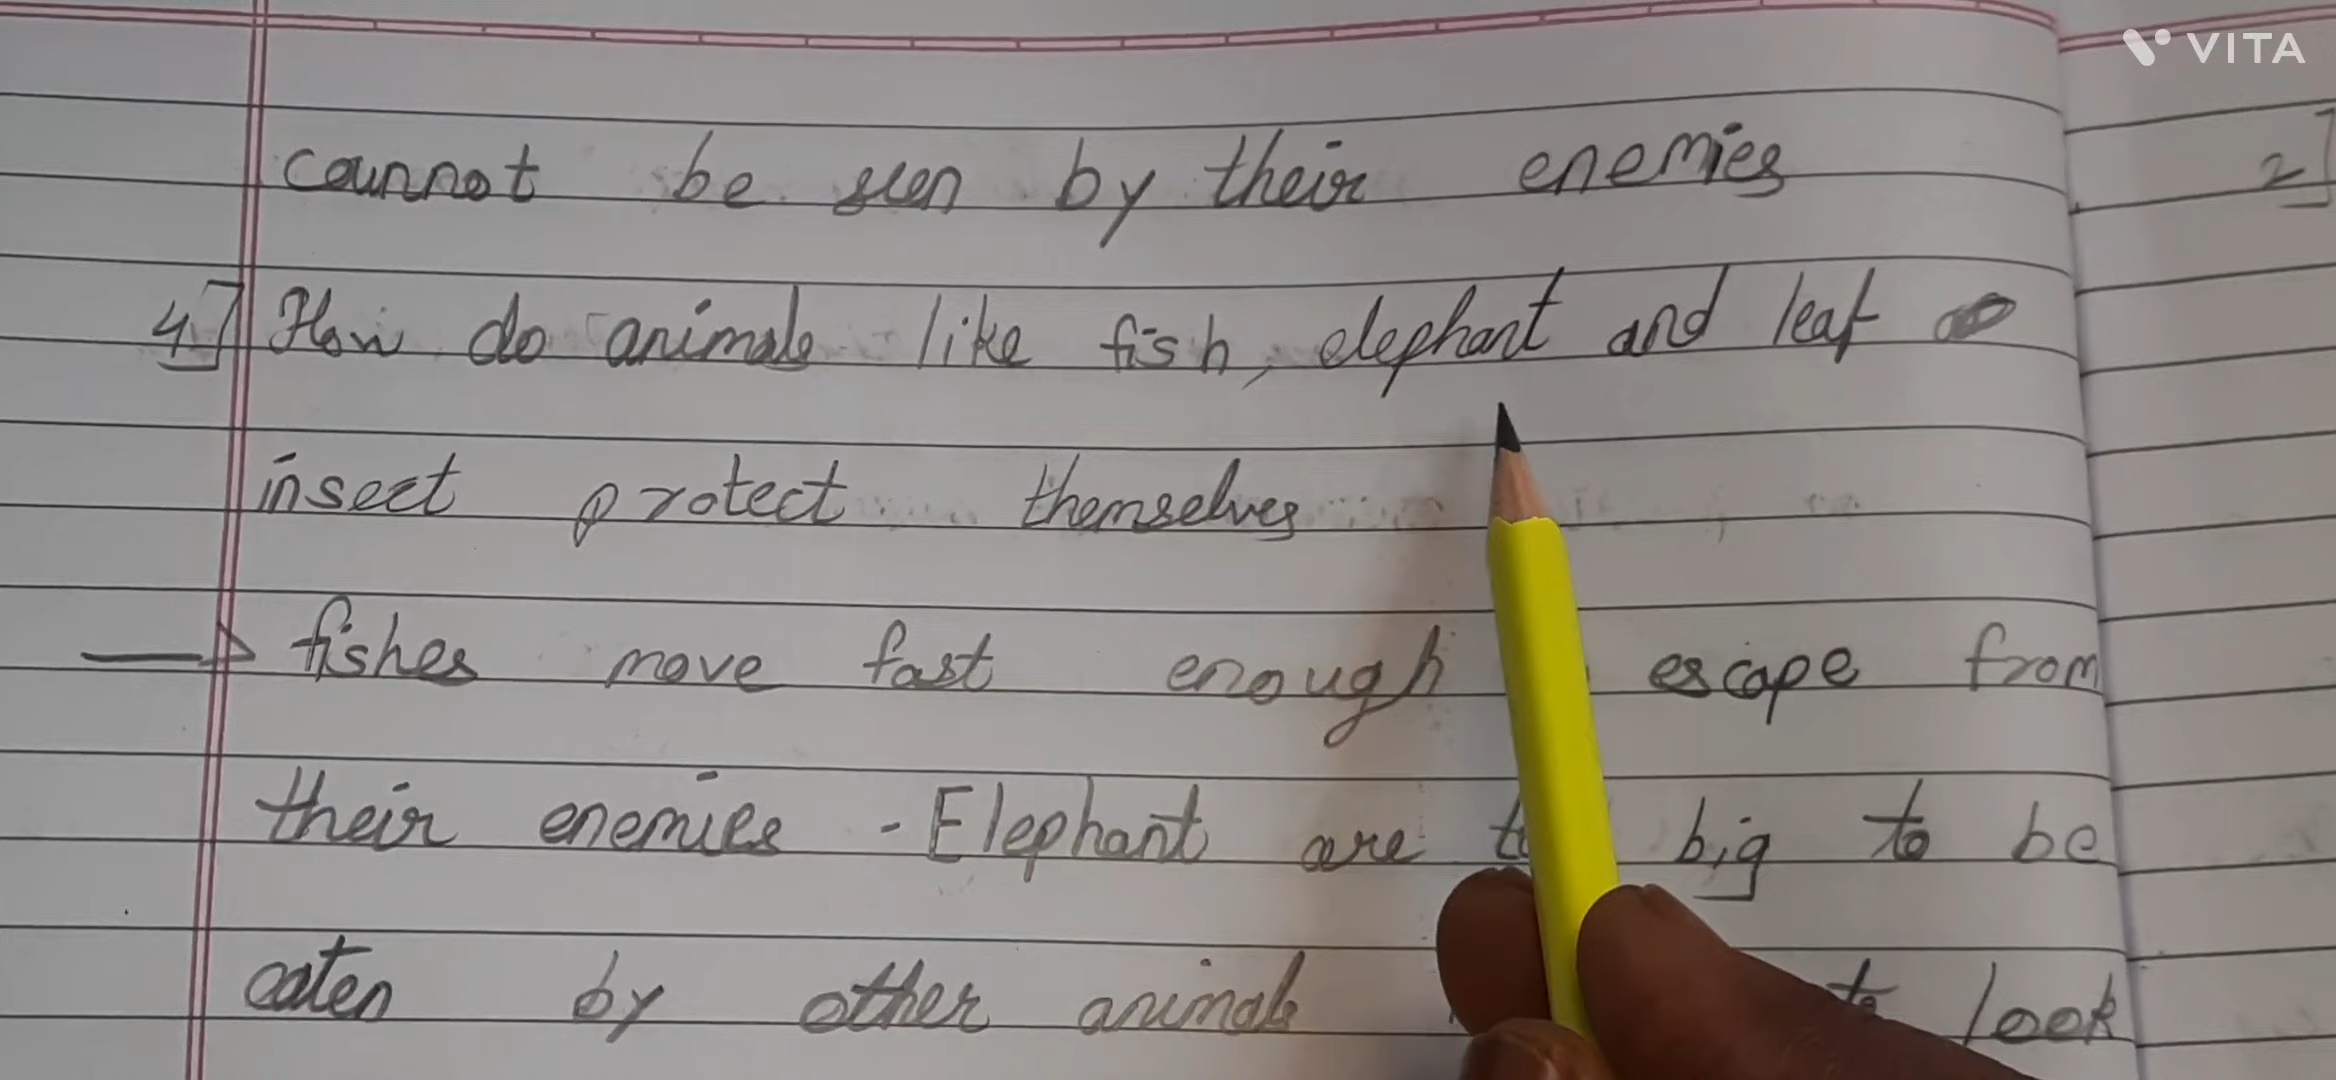 VITA
cannot be seen by their enemies
2]
4] How do animals like fish, elephant and leaf
insect protect themselves
→ fishes move fast enough escape from
their enemies - Elephant are big to be
eaten by other animals to look